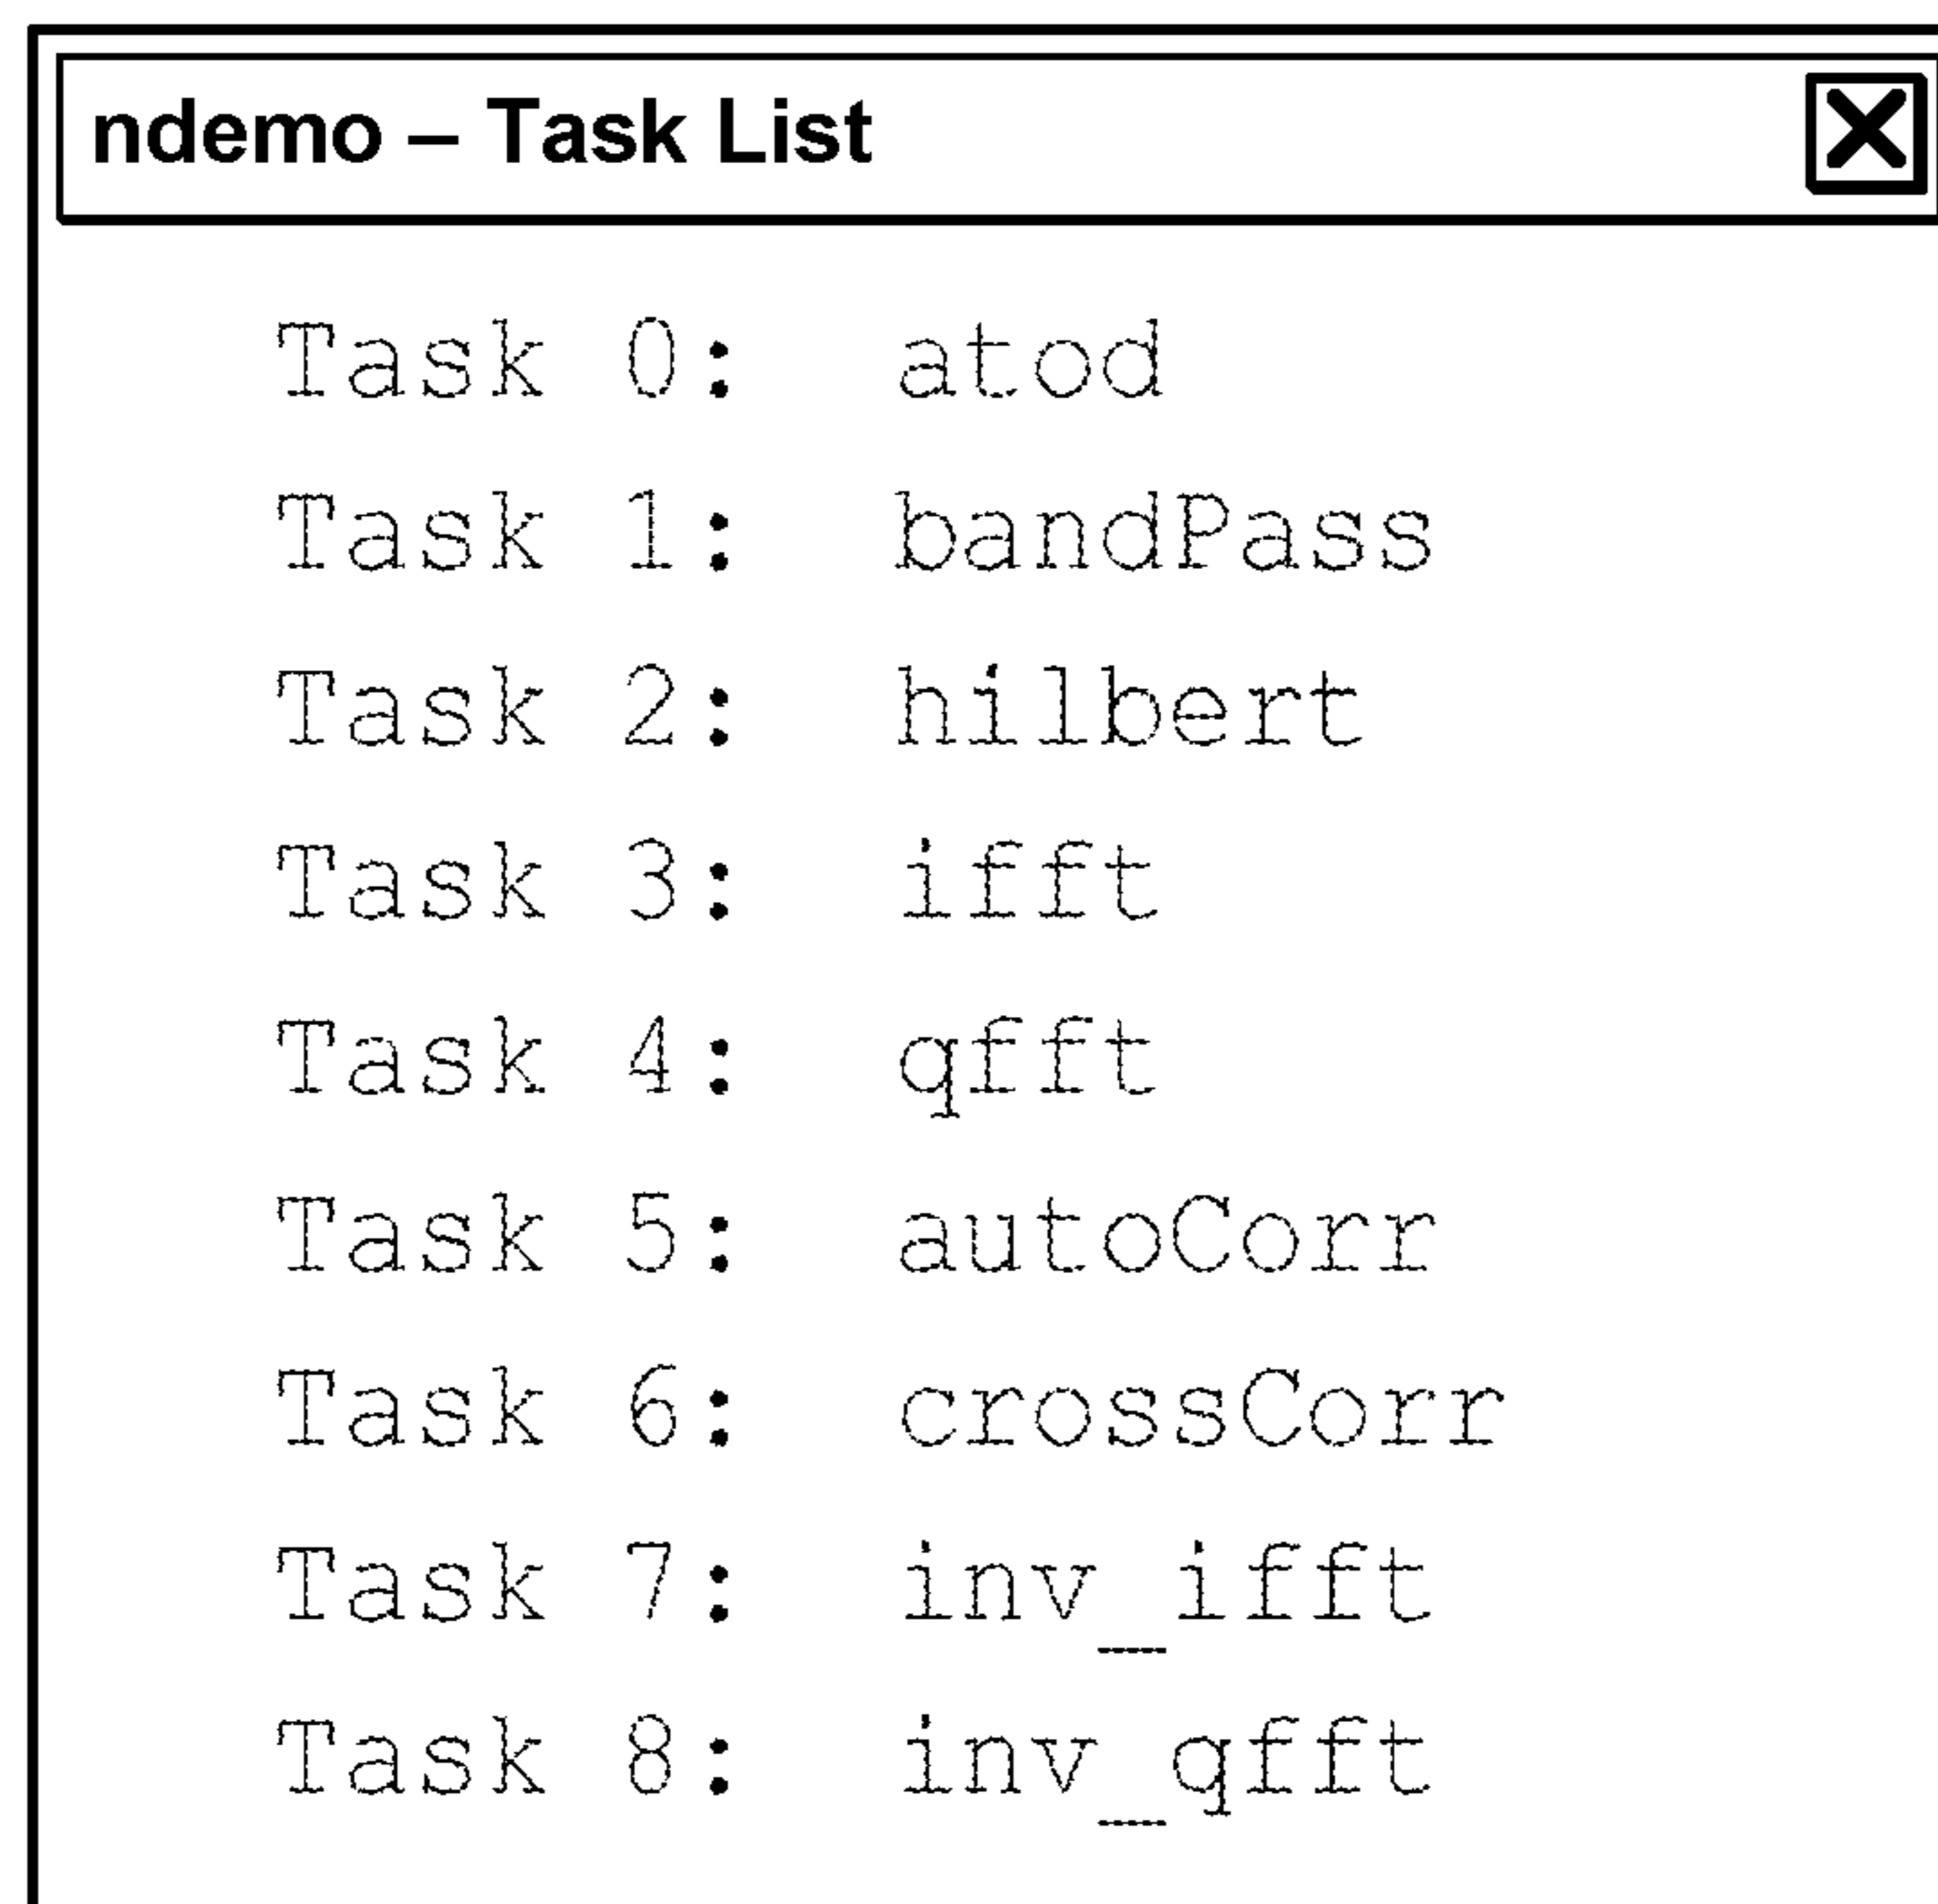 ndemo – Task List
Task 0: atod
Task 1: bandPass
Task 2: hilbert
Task 3: ifft
Task 4: qfft
Task 5: autoCorr
Task 6: crossCorr
Task 7: inv_ifft
Task 8: inv_qfft